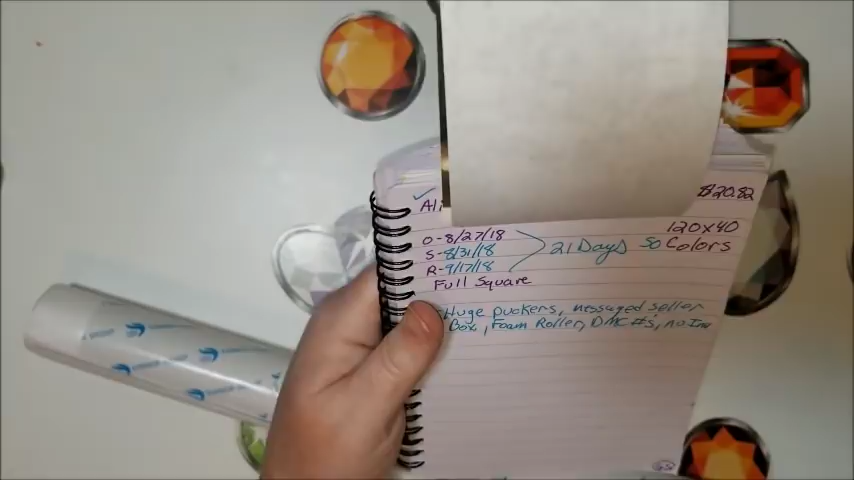 $20.82
Ali
120x40
O-8/27/18
S-8/31/18 21 Days 50 Colors
R-9/17/18
Full Square
Huge puckers, messaged seller
Box, Foam Roller, DMC #s, no